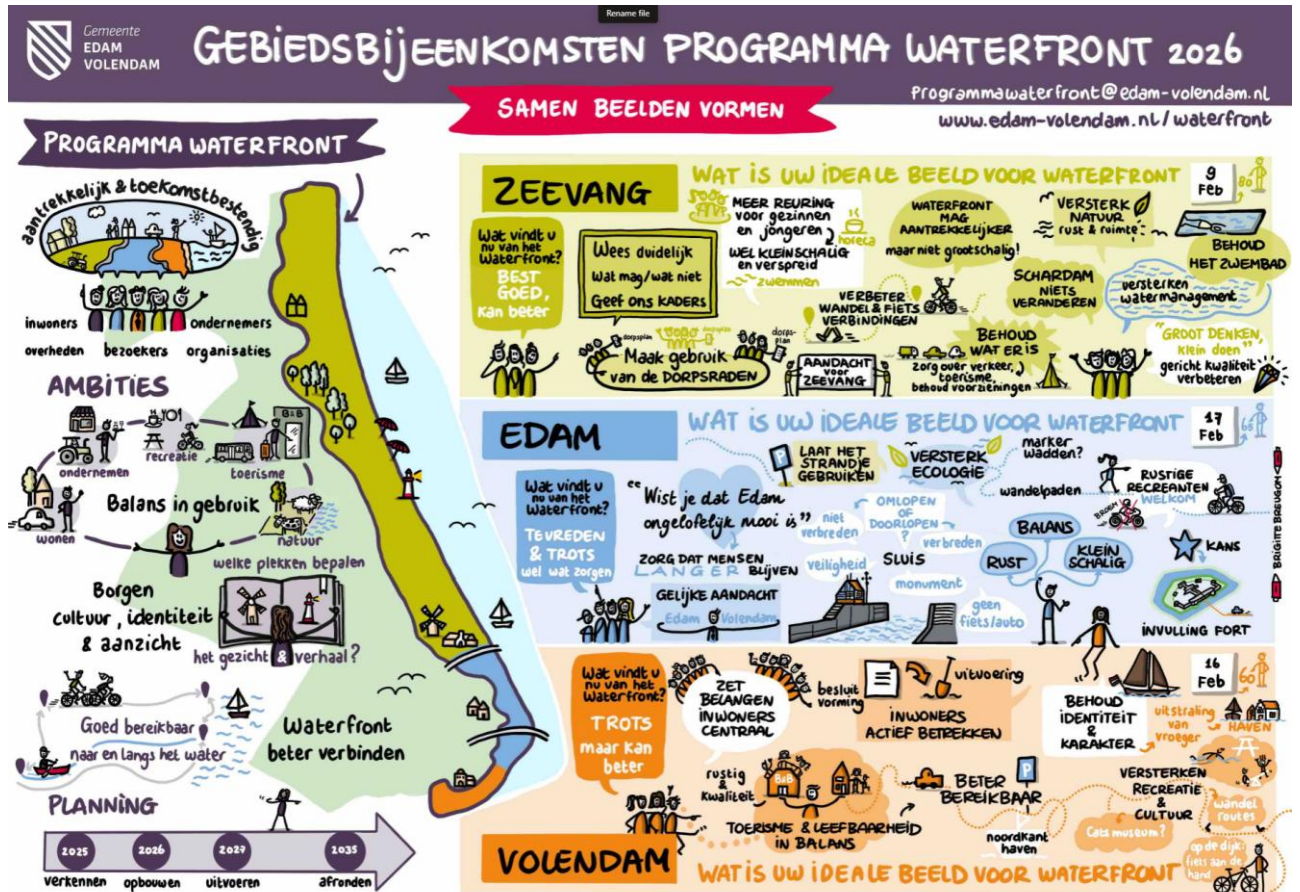 Rename file
Gemeente
EDAM
VOLENDAM
GEBIEDSBIJEENKOMSTEN PROGRAMMA WATERFRONT 2026
SAMEN BEELDEN VORMEN
Programmawaterfront@edam-volendam.nl
www.edam-volendam.nl/waterfront
PROGRAMMA WATERFRONT
aantrekkelijk & toekomstbestendig
inwoners
ondernemers
overheden
bezoekers
organisaties
AMBITIES
ondernemen
recreatie
B&B
toerisme
wonen
Balans in gebruik
natuur
welke plekken bepalen
Borgen
cultuur, identiteit
& aanzicht
het gezicht & verhaal?
Goed bereikbaar
naar en langs het water
Waterfront
beter verbinden
PLANNING
2025
2026
2027
2035
verkennen
opbouwen
uitvoeren
afronden
ZEEVANG
WAT IS UW IDEALE BEELD VOOR WATERFRONT
9
Feb
80
Wat vindt u
nu van het
Waterfront?
BEST
GOED,
kan beter
Wees duidelijk
Wat mag/wat niet
Geef ons KADERS
MEER REURING
voor gezinnen
en jongeren
horeca
WEL KLEINSCHALIG
en verspreid
zwemmen
WATERFRONT
MAG
AANTREKKELIJKER
maar niet grootschalig!
VERSTERK
NATUUR
rust & ruimte
BEHOUD
HET ZWEMBAD
SCHARDAM
NIETS
VERANDEREN
versterken
watermanagement
VERBETER
WANDEL & FIETS
VERBINDINGEN
dorpsplan
dorpsplan
dorps-
plan
Maak gebruik
van de DORPSRADEN
AANDACHT
voor
ZEEVANG
BEHOUD
WAT ER IS
zorg over verkeer,
toerisme,
behoud voorzieningen
"GROOT DENKEN,
klein doen"
gericht kwaliteit
verbeteren
EDAM
WAT IS UW IDEALE BEELD VOOR WATERFRONT
17
Feb
65
Wat vindt u
nu van het
Waterfront?
TEVREDEN
& TROTS
wel wat zorgen
"Wist je dat Edam
ongelofelijk mooi is"
ZORG DAT MENSEN
LANGER BLIJVEN
GELIJKE AANDACHT
Edam Volendam
P
LAAT HET
STRANDJE
GEBRUIKEN
VERSTERK
ECOLOGIE
marker
wadden?
wandelpaden
RUSTIGE
RECREANTEN
WELKOM
BROEM
OMLOPEN
OF
DOORLOPEN
?
niet
verbreden
verbreden
veiligheid
SLUIS
monument
geen
fiets/auto
BALANS
RUST
KLEIN
SCHALIG
KANS
INVULLING FORT
BRIGITTE BREUGOM
VOLENDAM
WAT IS UW IDEALE BEELD VOOR WATERFRONT
16
Feb
60
Wat vindt u
nu van het
Waterfront?
TROTS
maar kan
beter
ZET
BELANGEN
INWONERS
CENTRAAL
besluit
vorming
uitvoering
INWONERS
ACTIEF BETREKKEN
BEHOUD
IDENTITEIT
&
KARAKTER
uitstraling
van
vroeger
HAVEN
rustig
&
kwaliteit
B&B
TOERISME & LEEFBAARHEID
IN BALANS
P
BETER
BEREIKBAAR
noordkant
haven
VERSTERKEN
RECREATIE
&
CULTUUR
Cats museum?
wandel
routes
op de dijk:
fiets aan de
hand